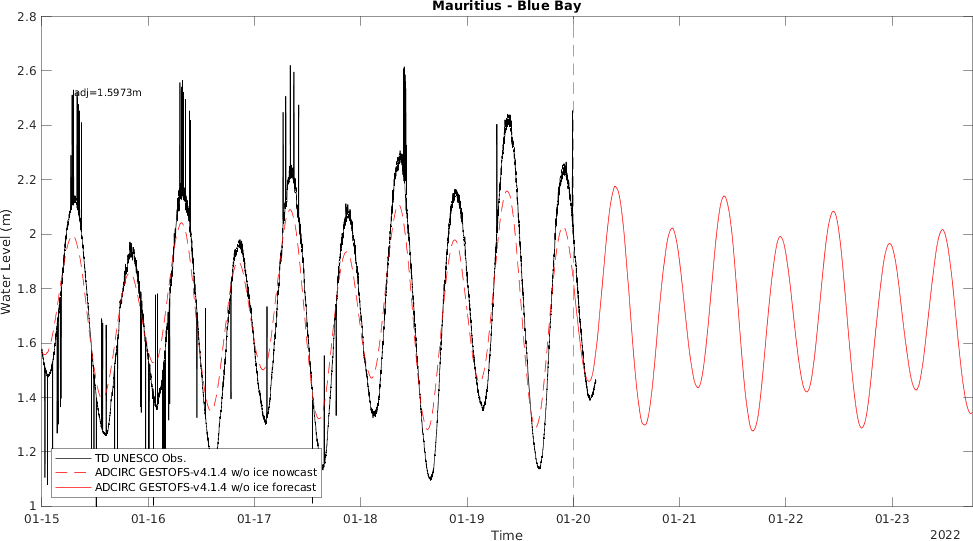 Mauritius - Blue Bay
2.8
2.6
2.4
2.2
2
1.8
1.6
1.4
1.2
1
Water Level (m)
adj=1.5973m
TD UNESCO Obs.
ADCIRC GESTOFS-v4.1.4 w/o ice nowcast
ADCIRC GESTOFS-v4.1.4 w/o ice forecast
01-15 01-16 01-17 01-18 01-19 01-20 01-21 01-22 01-23
Time
2022